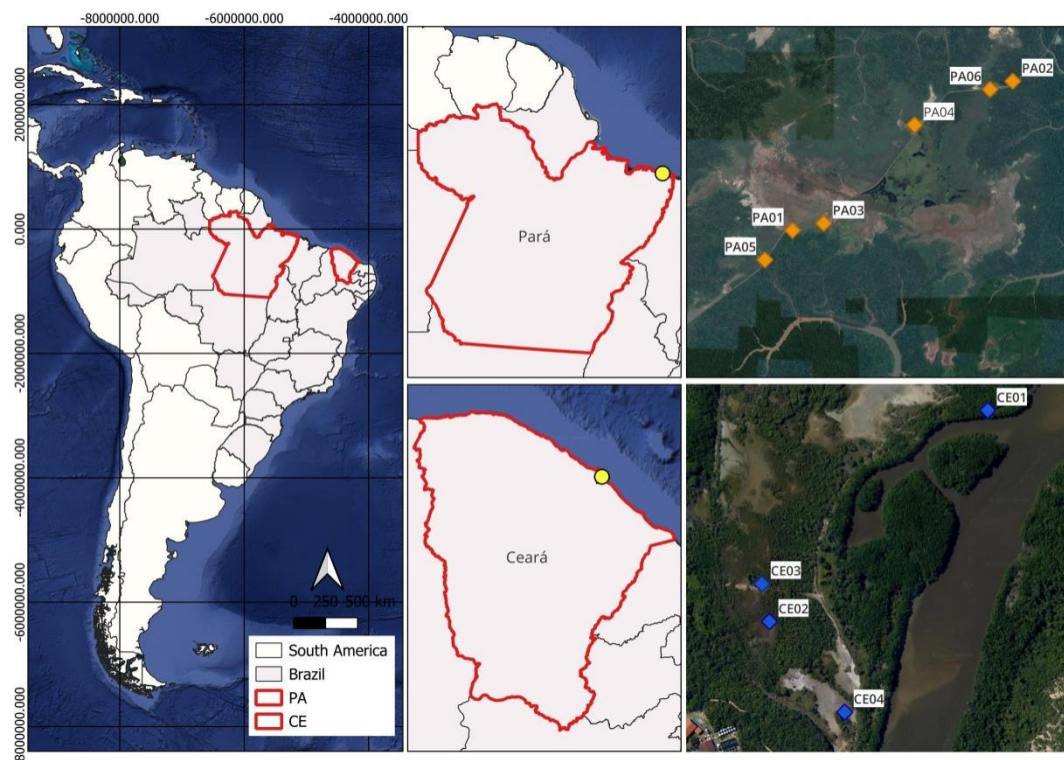 -8000000.000 -6000000.000 -4000000.000
2000000.000
0.000
-2000000.000
-4000000.000
-6000000.000
-8000000.000
0 250 500 km
South America
Brazil
PA
CE
Pará
Ceará
PA06
PA02
PA04
PA01
PA03
PA05
CE01
CE03
CE02
CE04